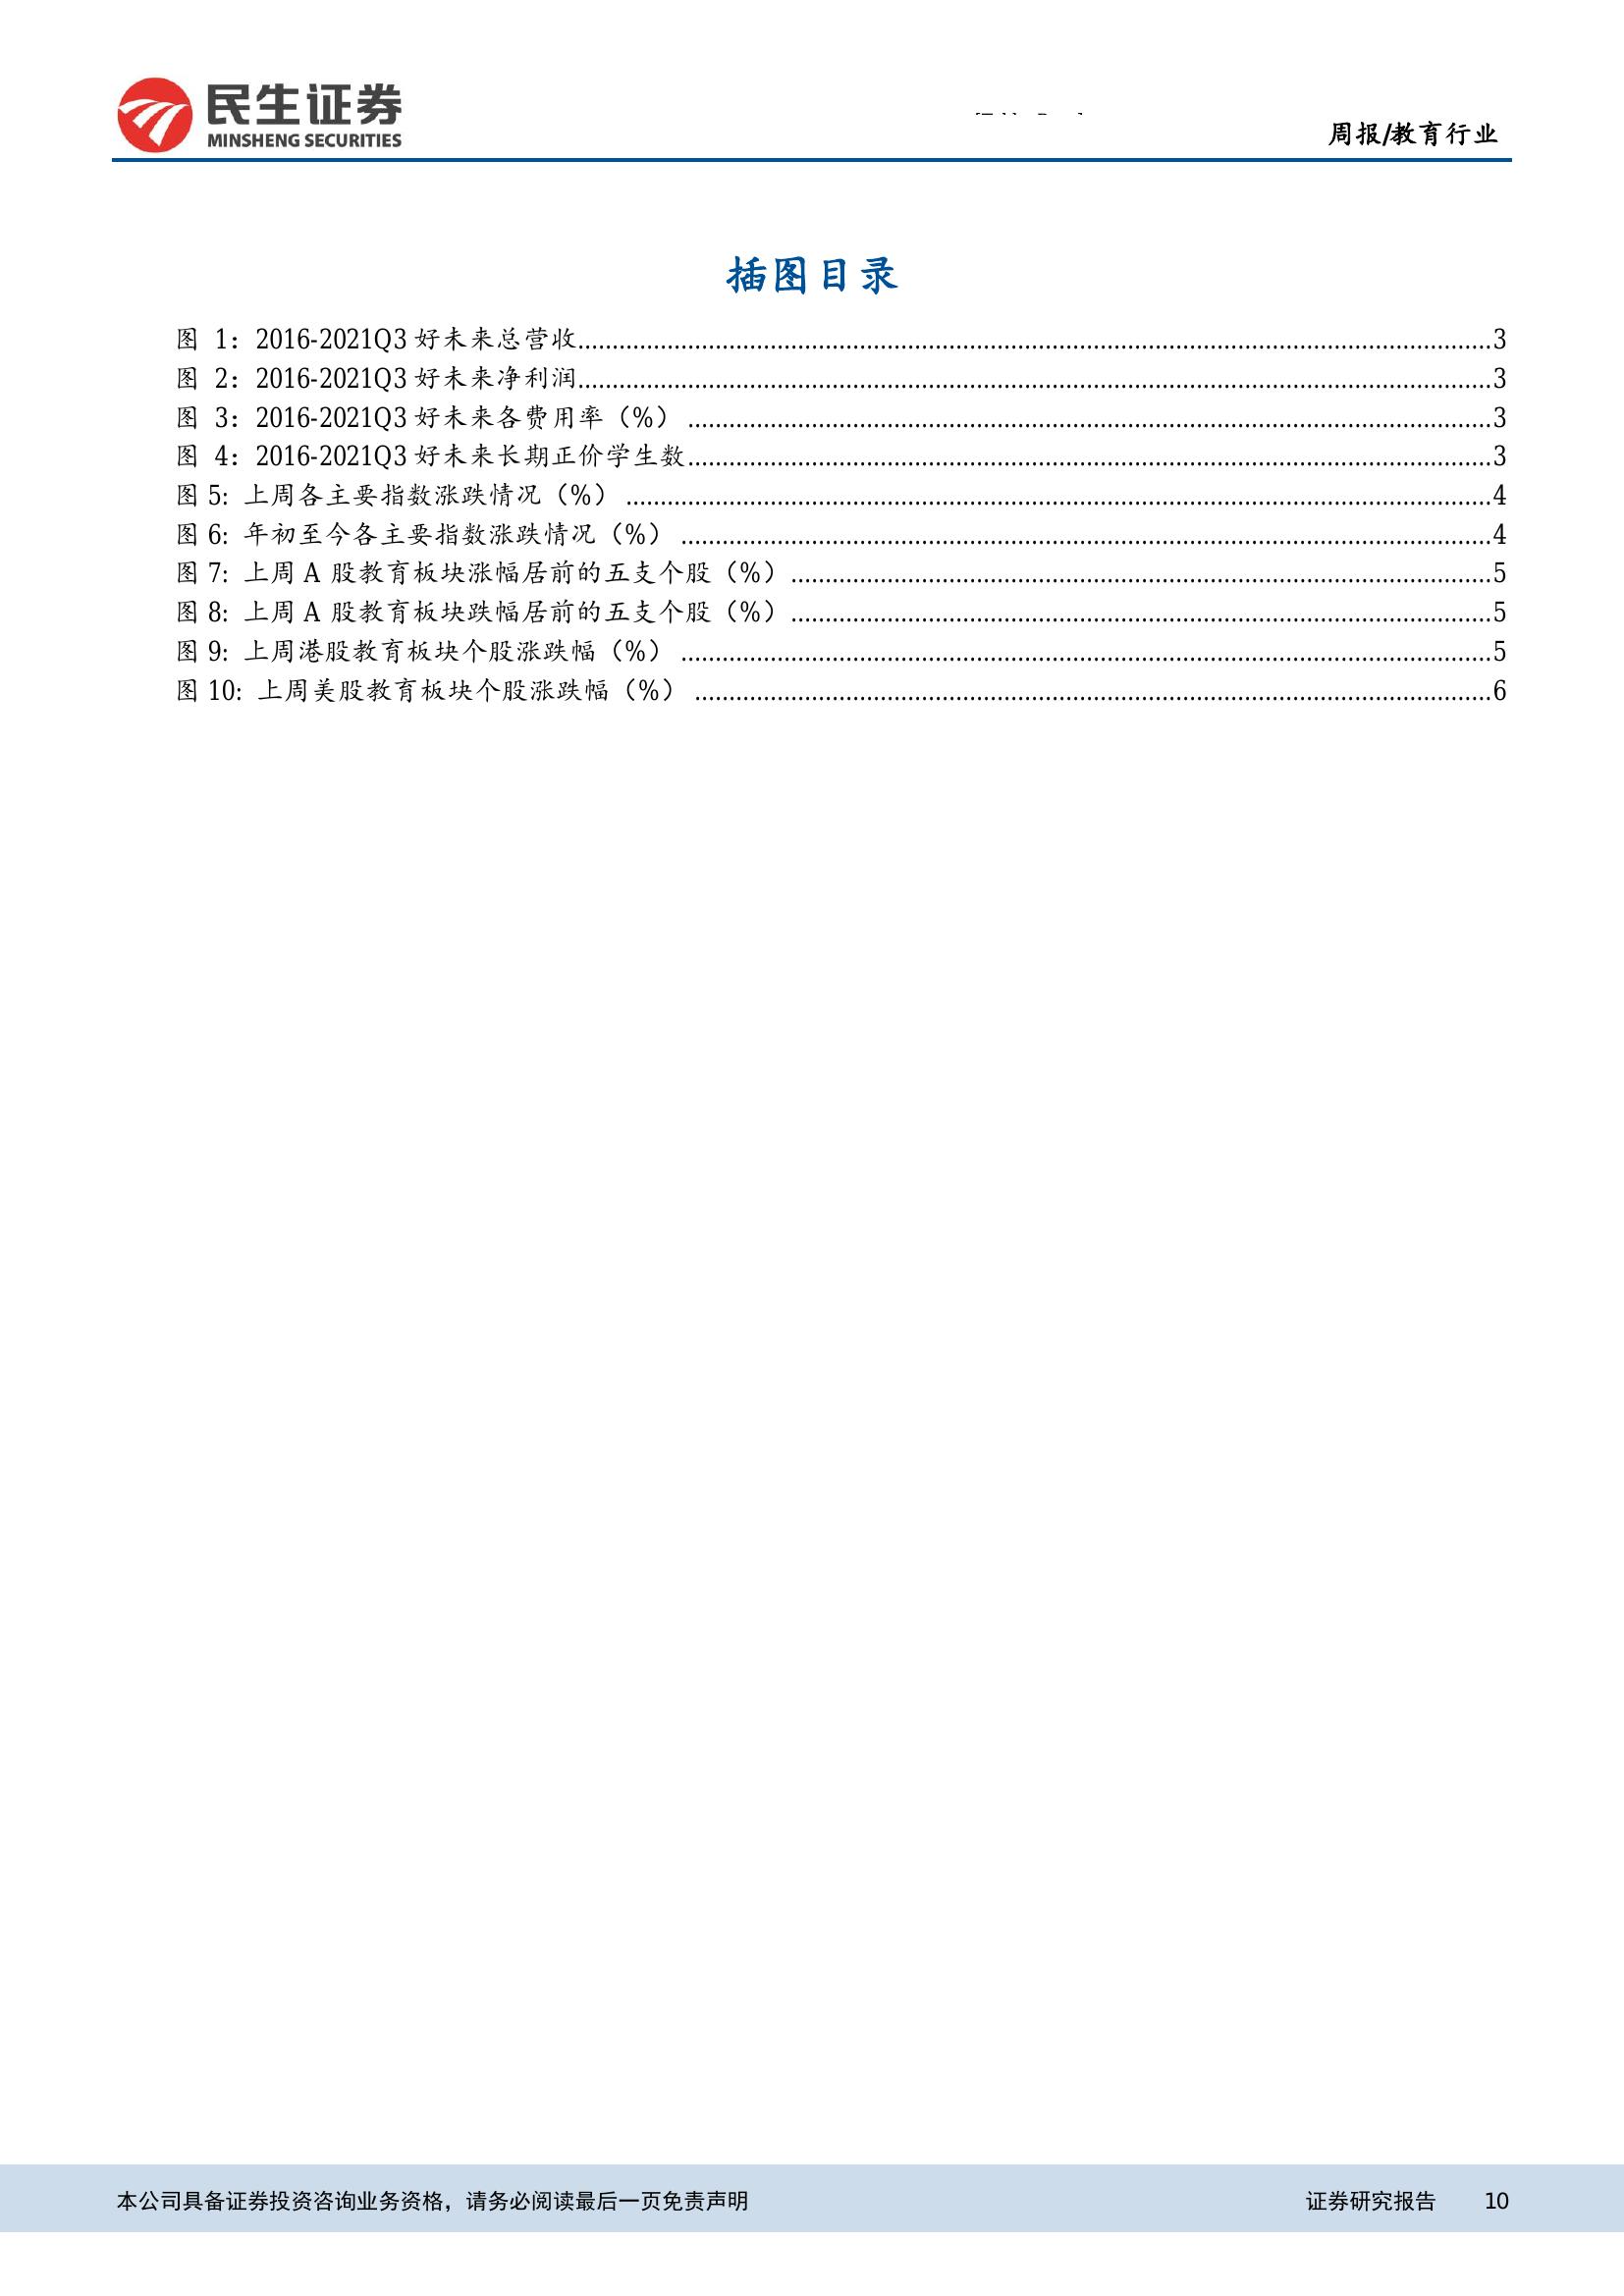 民生证券
MINSHENG SECURITIES
周报/教育行业
插图目录
图 1：2016-2021Q3 好未来总营收................3
图 2：2016-2021Q3 好未来净利润................3
图 3：2016-2021Q3 好未来各费用率（%）................3
图 4：2016-2021Q3 好未来长期正价学生数................3
图 5: 上周各主要指数涨跌情况（%）................4
图 6: 年初至今各主要指数涨跌情况（%）................4
图 7: 上周 A 股教育板块涨幅居前的五支个股（%）................5
图 8: 上周 A 股教育板块跌幅居前的五支个股（%）................5
图 9: 上周港股教育板块个股涨跌幅（%）................5
图 10: 上周美股教育板块个股涨跌幅（%）................6
本公司具备证券投资咨询业务资格，请务必阅读最后一页免责声明 证券研究报告 10